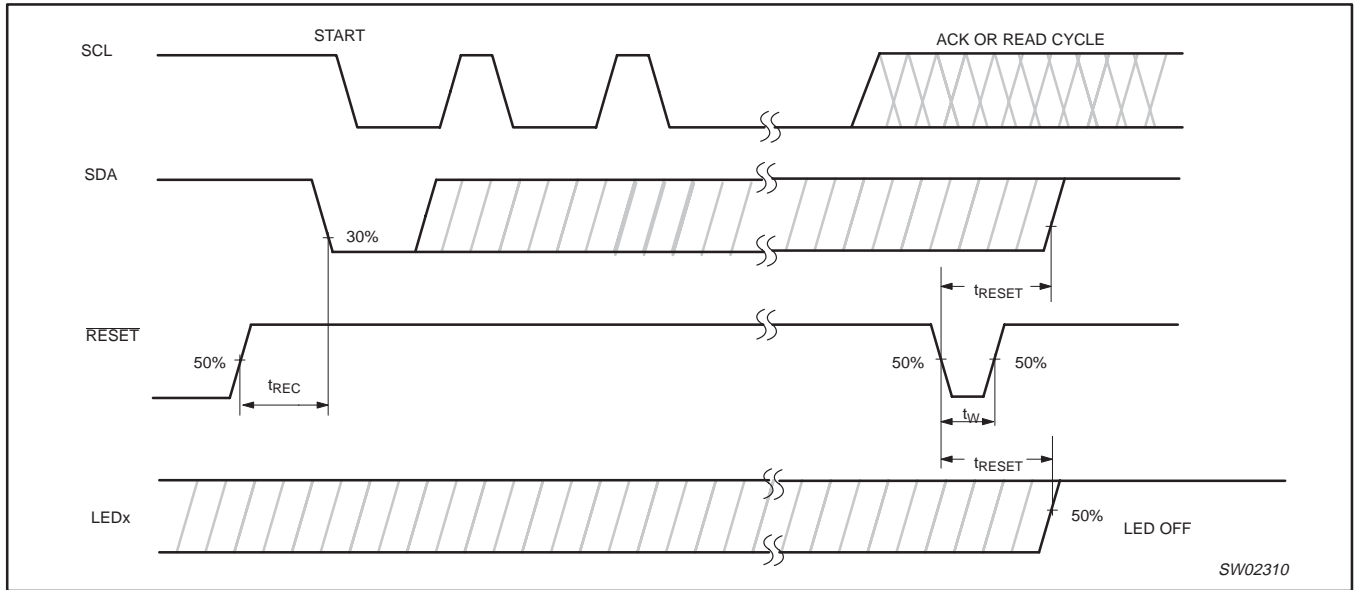 START
SCL
ACK OR READ CYCLE
SDA
30%
tRESET
RESET
50%
50%
50%
tREC
tW
tRESET
LEDx
50%
LED OFF
SW02310